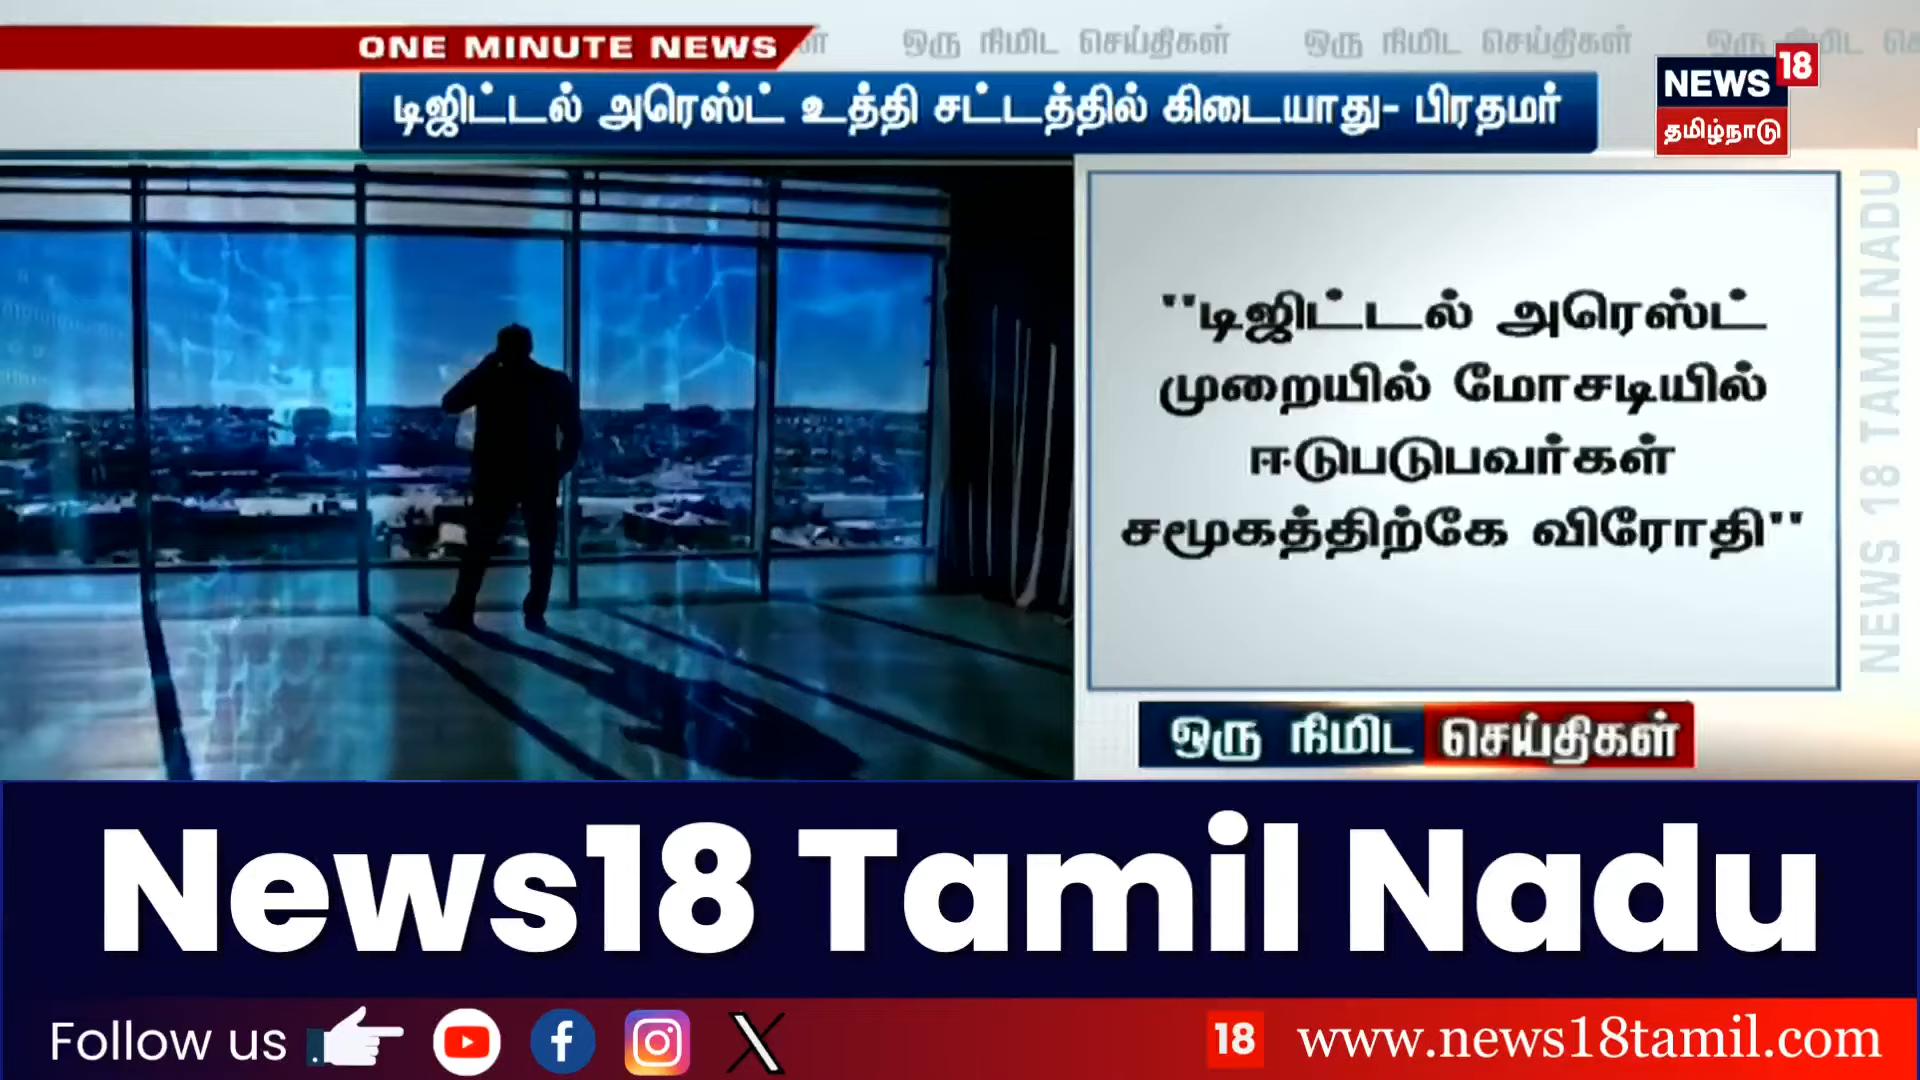 ONE MINUTE NEWS
ஒரு நிமிட செய்திகள்
ஒரு நிமிட செய்திகள்
NEWS 18
தமிழ்நாடு
டிஜிட்டல் அரெஸ்ட் உத்தி சட்டத்தில் கிடையாது- பிரதமர்
"டிஜிட்டல் அரெஸ்ட்
முறையில் மோசடியில்
ஈடுபடுபவர்கள்
சமூகத்திற்கே விரோதி"
NEWS 18 TAMILNADU
ஒரு நிமிட செய்திகள்
News18 Tamil Nadu
Follow us
18 www.news18tamil.com